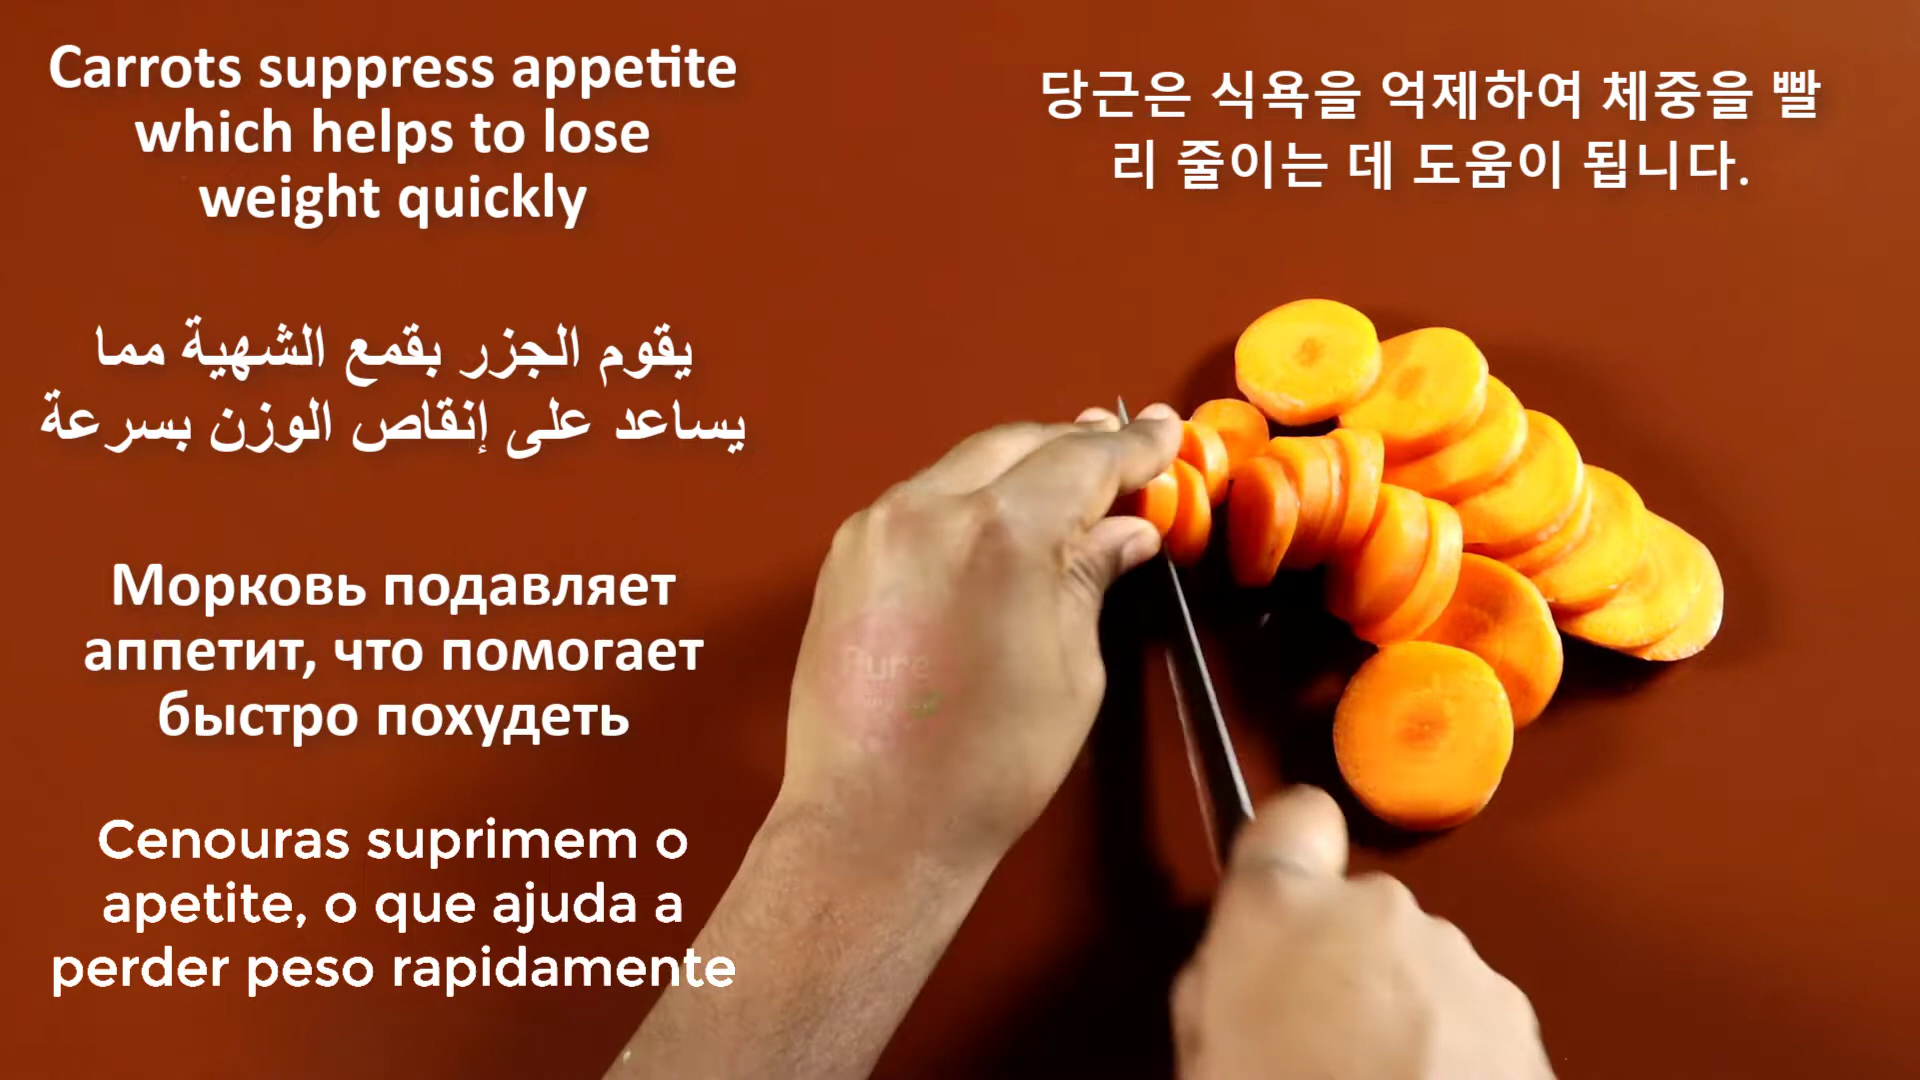 Carrots suppress appetite
which helps to lose
weight quickly
يقوم الجزر بقمع الشهية مما
يساعد على إنقاص الوزن بسرعة
Морковь подавляет
аппетит, что помогает
быстро похудеть
Cenouras suprimem o
apetite, o que ajuda a
perder peso rapidamente
당근은 식욕을 억제하여 체중을 빨
리 줄이는 데 도움이 됩니다.
Pure